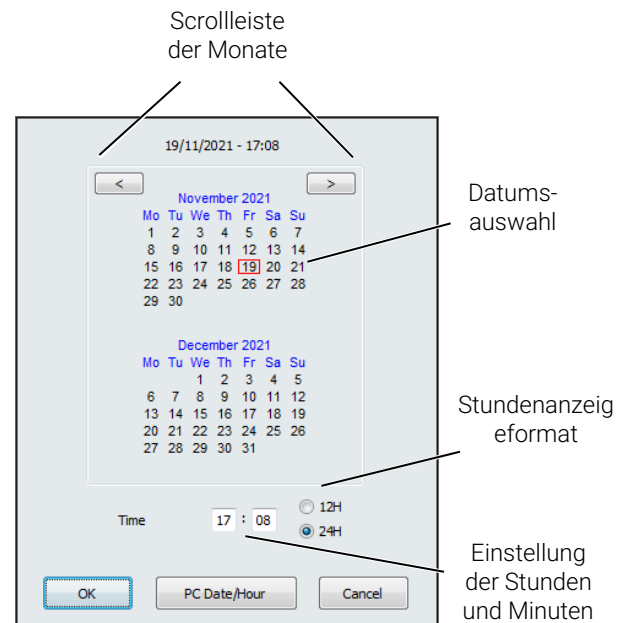 Scrollleiste
der Monate
19/11/2021 - 17:08
< >
November 2021
Mo Tu We Th Fr Sa Su
1 2 3 4 5 6 7
8 9 10 11 12 13 14
15 16 17 18 19 20 21
22 23 24 25 26 27 28
29 30
Datums-
auswahl
December 2021
Mo Tu We Th Fr Sa Su
1 2 3 4 5
6 7 8 9 10 11 12
13 14 15 16 17 18 19
20 21 22 23 24 25 26
27 28 29 30 31
Stundenanzeig
eformat
Time 17 : 08
12H
24H
Einstellung
der Stunden
und Minuten
OK PC Date/Hour Cancel